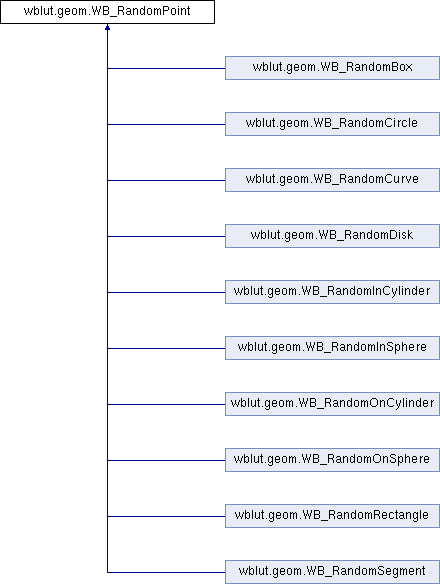 wblut.geom.WB_RandomPoint
wblut.geom.WB_RandomBox
wblut.geom.WB_RandomCircle
wblut.geom.WB_RandomCurve
wblut.geom.WB_RandomDisk
wblut.geom.WB_RandomInCylinder
wblut.geom.WB_RandomInSphere
wblut.geom.WB_RandomOnCylinder
wblut.geom.WB_RandomOnSphere
wblut.geom.WB_RandomRectangle
wblut.geom.WB_RandomSegment